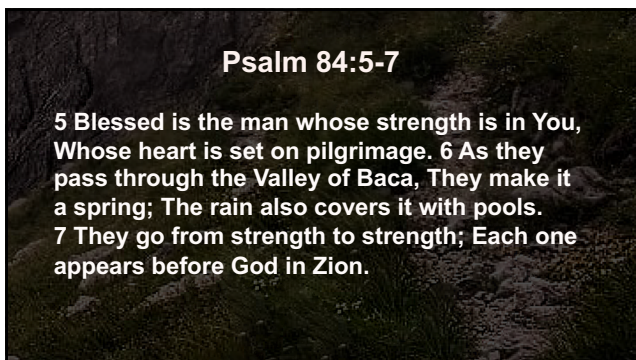 Psalm 84:5-7
5 Blessed is the man whose strength is in You,
Whose heart is set on pilgrimage. 6 As they
pass through the Valley of Baca, They make it
a spring; The rain also covers it with pools.
7 They go from strength to strength; Each one
appears before God in Zion.